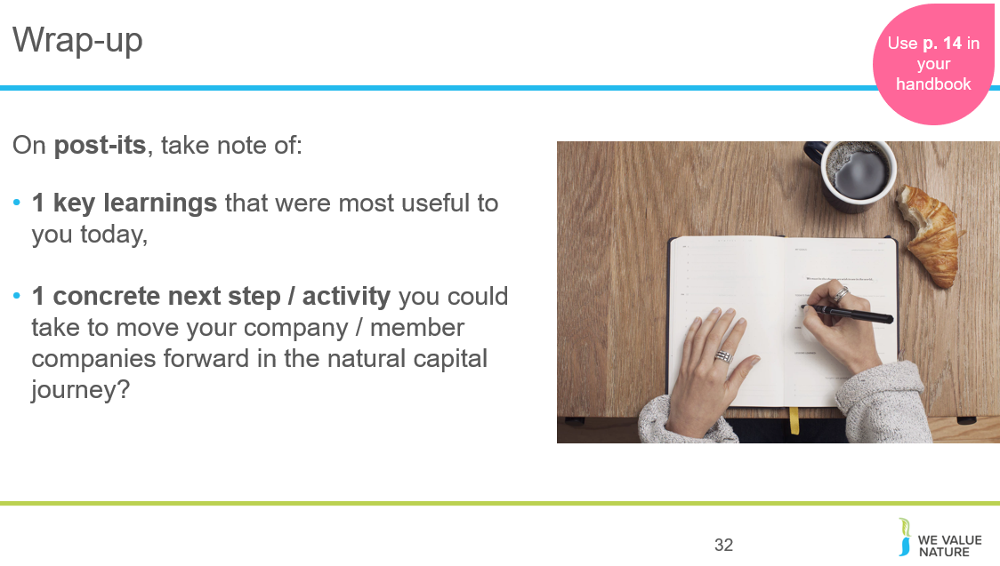 Wrap-up
Use p. 14 in
your
handbook
On post-its, take note of:
• 1 key learnings that were most useful to
you today,
• 1 concrete next step / activity you could
take to move your company / member
companies forward in the natural capital
journey?
32
WE VALUE
NATURE